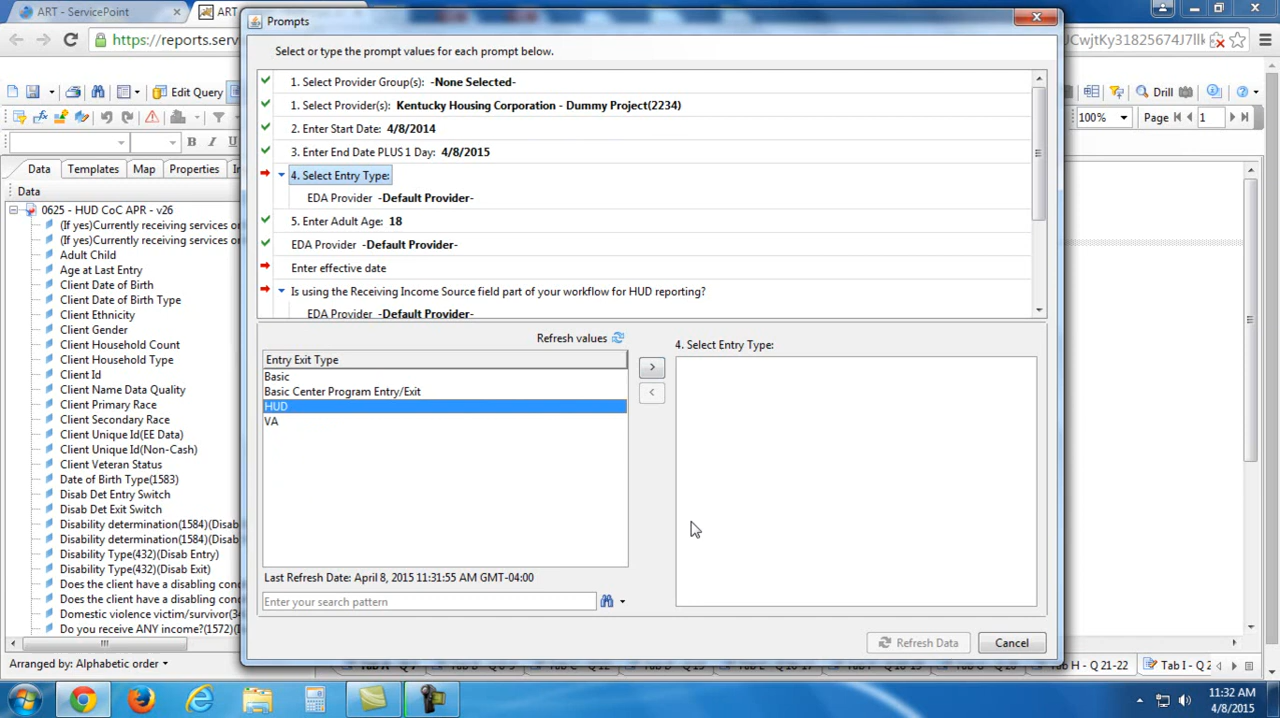 ART - ServicePoint
ART
https://reports.serv
UCwjtKy31825674J7llk
Prompts
Select or type the prompt values for each prompt below.
1. Select Provider Group(s): -None Selected-
1. Select Provider(s): Kentucky Housing Corporation - Dummy Project(2234)
2. Enter Start Date: 4/8/2014
3. Enter End Date PLUS 1 Day: 4/8/2015
4. Select Entry Type:
EDA Provider -Default Provider-
5. Enter Adult Age: 18
EDA Provider -Default Provider-
Enter effective date
Is using the Receiving Income Source field part of your workflow for HUD reporting?
EDA Provider -Default Provider-
Refresh values
Entry Exit Type
Basic
Basic Center Program Entry/Exit
HUD
VA
Last Refresh Date: April 8, 2015 11:31:55 AM GMT-04:00
Enter your search pattern
4. Select Entry Type:
>
<
Refresh Data
Cancel
Edit Query
Drill
100%
Page
1
B I U
Data
Templates
Map
Properties
Data
0625 - HUD CoC APR - v26
(If yes)Currently receiving services or
(If yes)Currently receiving services or
Adult Child
Age at Last Entry
Client Date of Birth
Client Date of Birth Type
Client Ethnicity
Client Gender
Client Household Count
Client Household Type
Client Id
Client Name Data Quality
Client Primary Race
Client Secondary Race
Client Unique Id(EE Data)
Client Unique Id(Non-Cash)
Client Veteran Status
Date of Birth Type(1583)
Disab Det Entry Switch
Disab Det Exit Switch
Disability determination(1584)(Disab
Disability determination(1584)(Disab
Disability Type(432)(Disab Entry)
Disability Type(432)(Disab Exit)
Does the client have a disabling cond
Does the client have a disabling cond
Domestic violence victim/survivor(34
Do you receive ANY income?(1572)(I
Arranged by: Alphabetic order
Tab H - Q 21-22
Tab I - Q 2
11:32 AM
4/8/2015